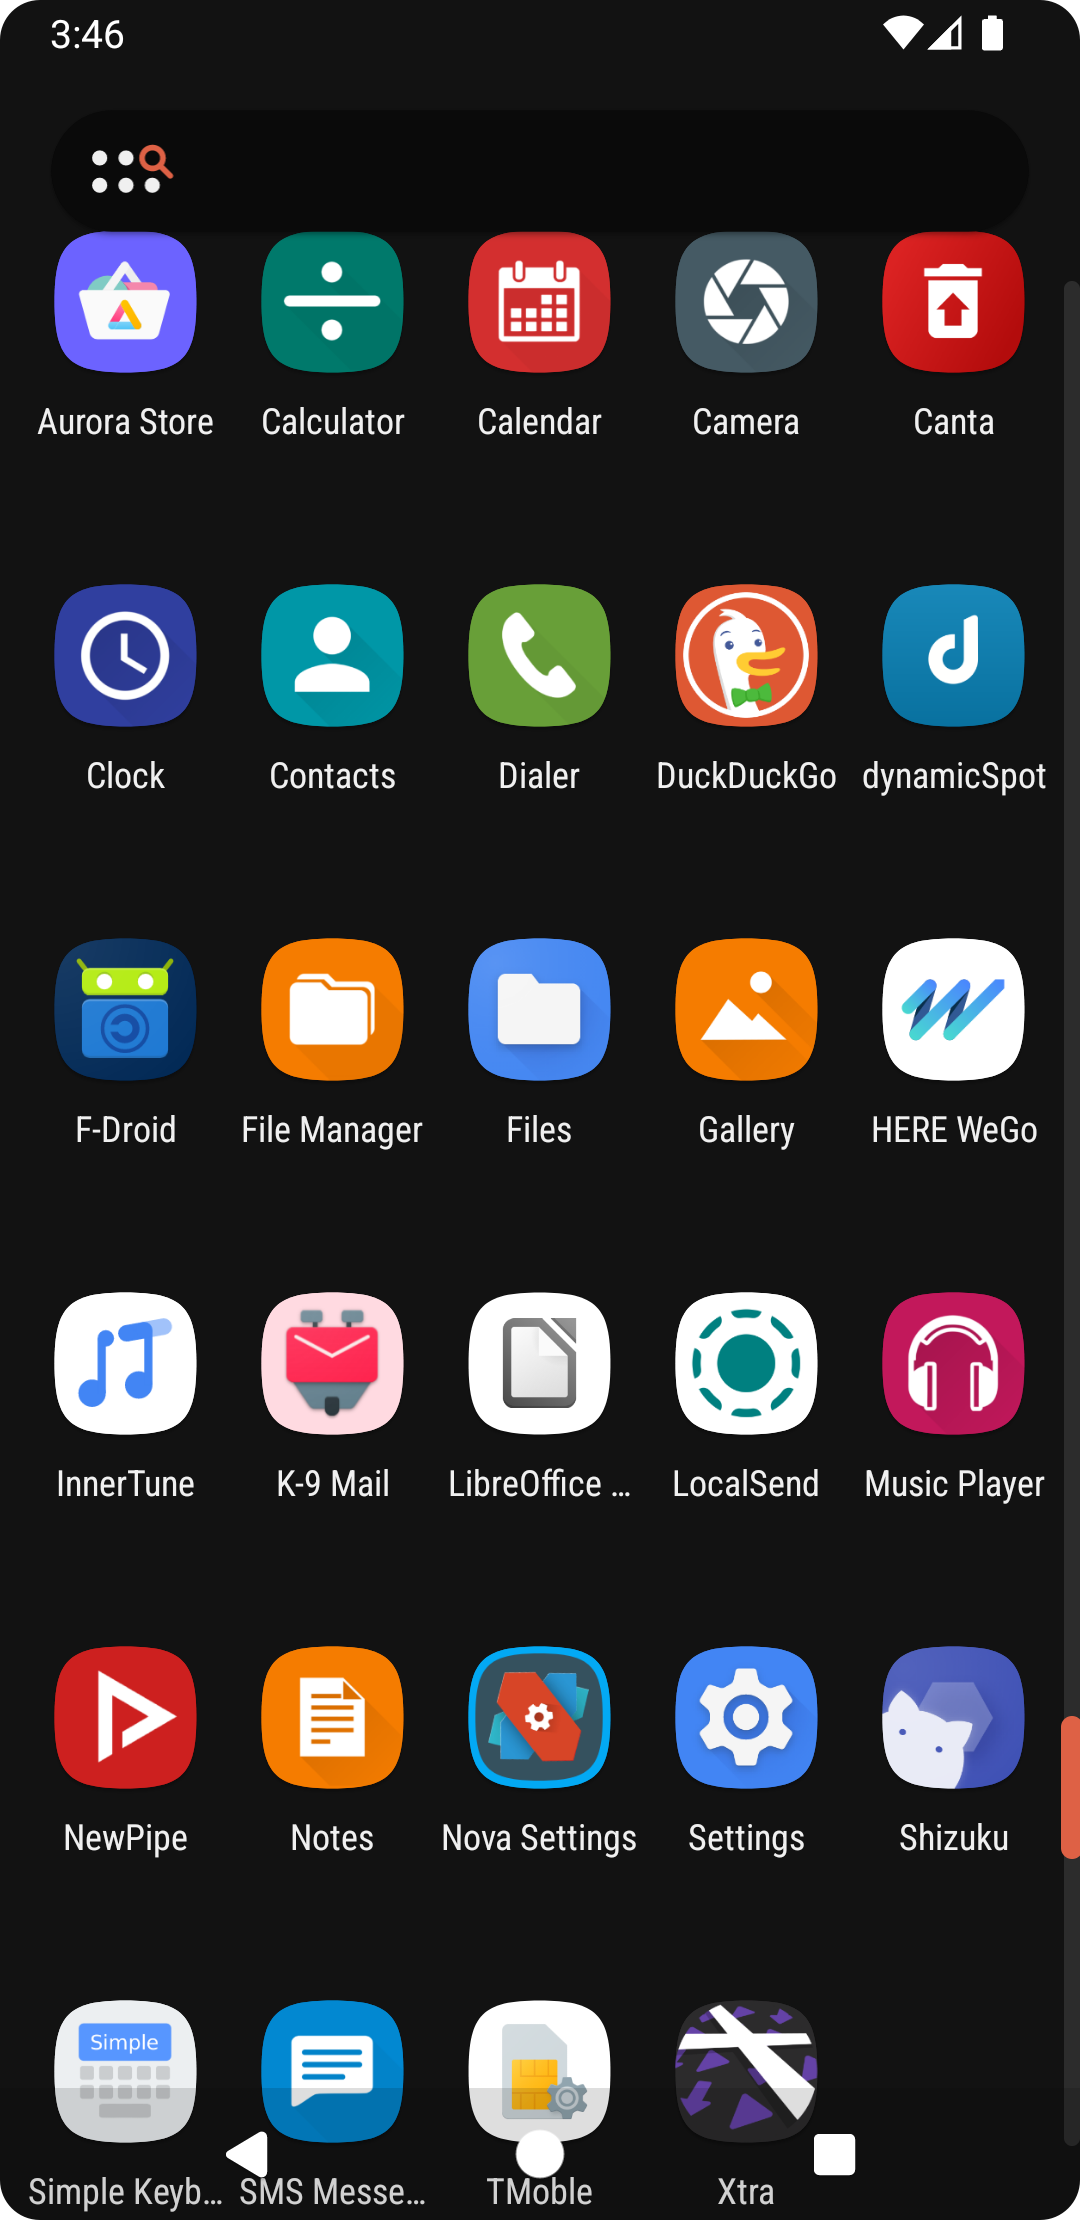 3:46
Aurora Store Calculator Calendar Camera Canta
Clock Contacts Dialer DuckDuckGo dynamicSpot
F-Droid File Manager Files Gallery HERE WeGo
InnerTune K-9 Mail LibreOffice ... LocalSend Music Player
NewPipe Notes Nova Settings Settings Shizuku
Simple
Simple Keyb... SMS Messe... TMoble Xtra